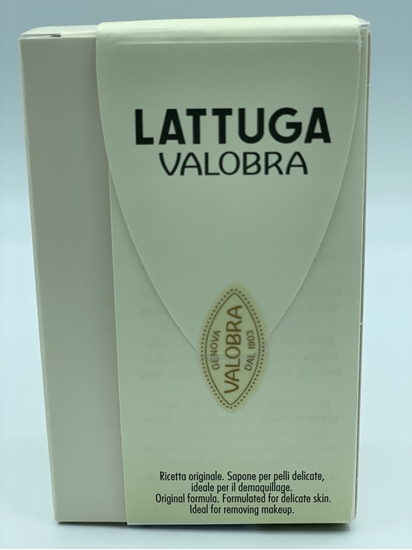 LATTUGA
VALOBRA
GENOVA
VALOBRA
DAL 1903
Ricetta originale. Sapone per pelli delicate,
ideale per il demaquillage.
Original formula. Formulated for delicate skin.
Ideal for removing makeup.